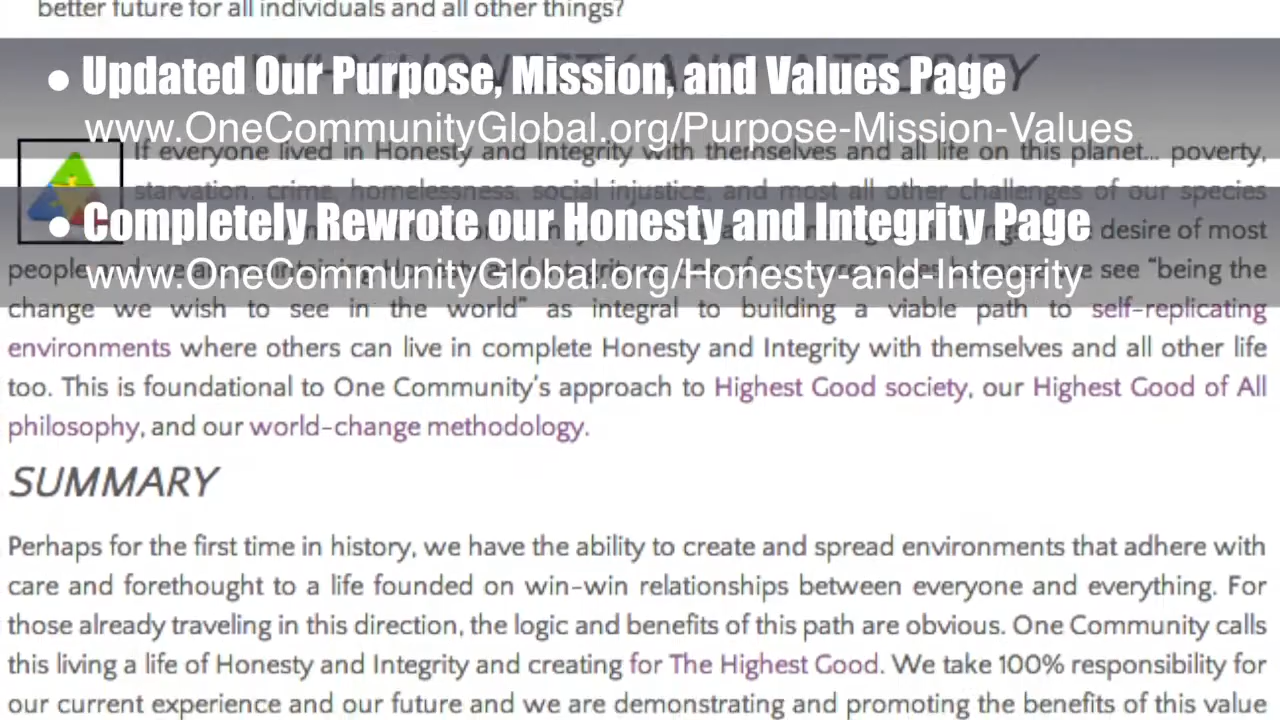 better future for all individuals and all other things?
WHY HONESTY AND INTEGRITY
• Updated Our Purpose, Mission, and Values Page
www.OneCommunityGlobal.org/Purpose-Mission-Values
If everyone lived in Honesty and Integrity with themselves and all life on this planet... poverty,
starvation, crime, homelessness, social injustice, and most all other challenges of our species
• Completely Rewrote our Honesty and Integrity Page
desire of most
people
www.OneCommunityGlobal.org/Honesty-and-Integrity
see “being the
change we wish to see in the world” as integral to building a viable path to self-replicating
environments where others can live in complete Honesty and Integrity with themselves and all other life
too. This is foundational to One Community’s approach to Highest Good society, our Highest Good of All
philosophy, and our world-change methodology.
SUMMARY
Perhaps for the first time in history, we have the ability to create and spread environments that adhere with
care and forethought to a life founded on win-win relationships between everyone and everything. For
those already traveling in this direction, the logic and benefits of this path are obvious. One Community calls
this living a life of Honesty and Integrity and creating for The Highest Good. We take 100% responsibility for
our current experience and our future and we are demonstrating and promoting the benefits of this value